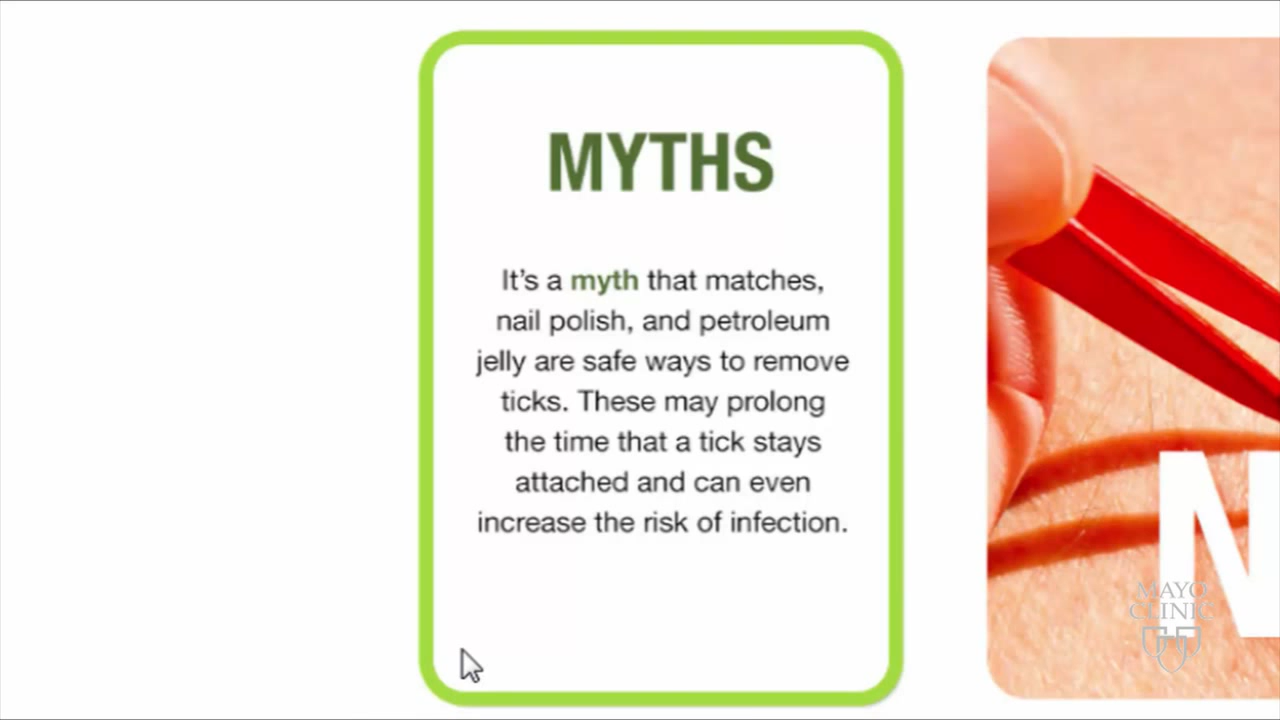 MYTHS
It's a myth that matches,
nail polish, and petroleum
jelly are safe ways to remove
ticks. These may prolong
the time that a tick stays
attached and can even
increase the risk of infection.
N
MAYO
CLINIC